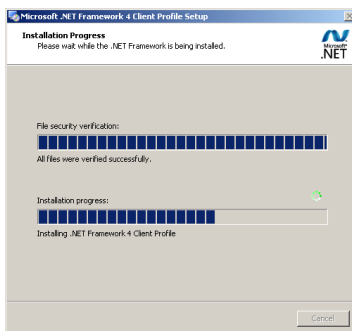 Microsoft .NET Framework 4 Client Profile Setup
Installation Progress
Please wait while the .NET Framework is being installed.
Microsoft
.NET
File security verification:
All files were verified successfully.
Installation progress:
Installing .NET Framework 4 Client Profile
Cancel